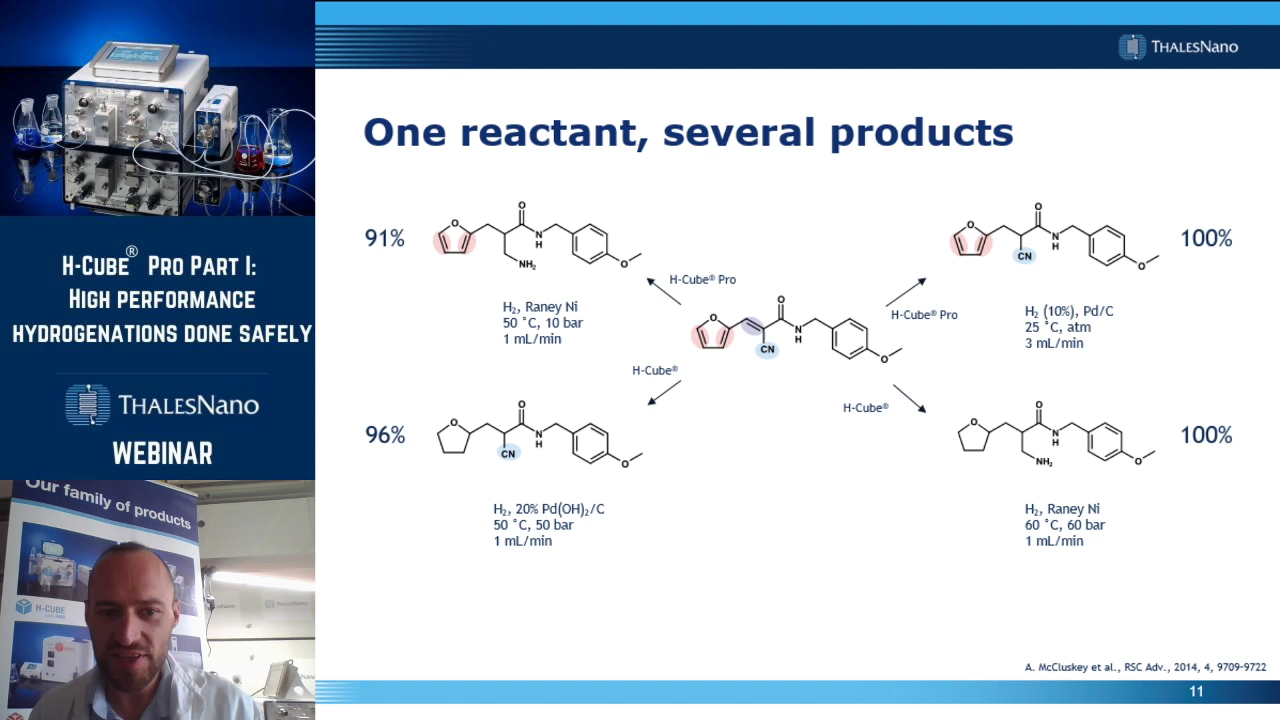 THALESNANO
One reactant, several products
91%
H₂, Raney Ni
50 °C, 10 bar
1 mL/min
H-Cube® Pro
H-Cube® Pro
100%
H₂ (10%), Pd/C
25 °C, atm
3 mL/min
O
O
N
H
NH₂
O
O
O
N
H
CN
O
O
O
N
H
CN
O
H-Cube®
H-Cube®
96%
O
O
N
H
CN
O
H₂, 20% Pd(OH)₂/C
50 °C, 50 bar
1 mL/min
100%
O
O
N
H
NH₂
O
H₂, Raney Ni
60 °C, 60 bar
1 mL/min
A. McCluskey et al., RSC Adv., 2014, 4, 9709-9722
11
H-CUBE® PRO PART I:
HIGH PERFORMANCE
HYDROGENATIONS DONE SAFELY
THALESNANO
WEBINAR
Our family of products
H-CUBE